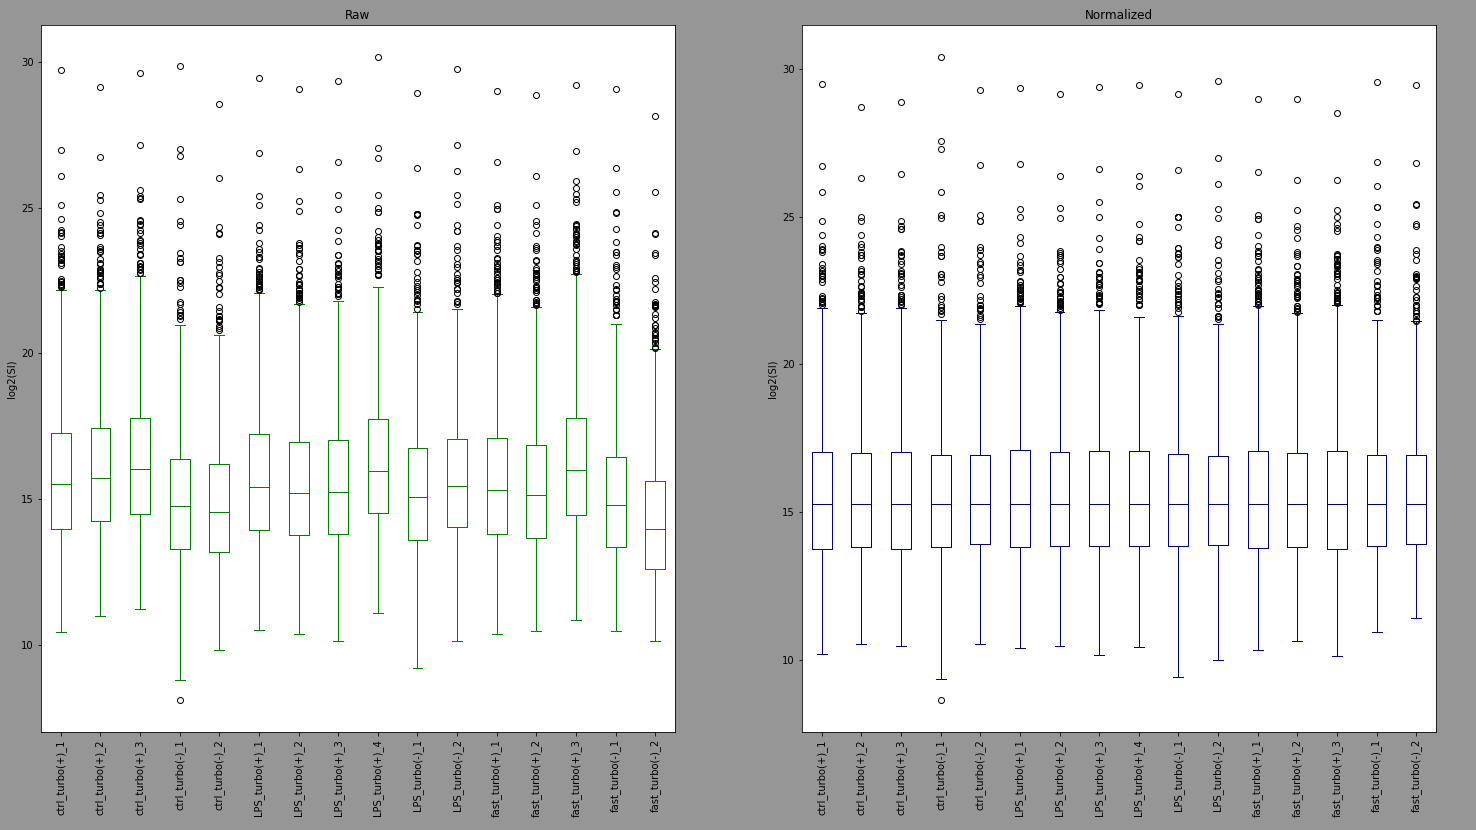 Raw
30
25
20
15
10
log2(SI)
ctrl_turbo(+)_1
ctrl_turbo(+)_2
ctrl_turbo(+)_3
ctrl_turbo(-)_1
ctrl_turbo(-)_2
LPS_turbo(+)_1
LPS_turbo(+)_2
LPS_turbo(+)_3
LPS_turbo(+)_4
LPS_turbo(-)_1
LPS_turbo(-)_2
fast_turbo(+)_1
fast_turbo(+)_2
fast_turbo(+)_3
fast_turbo(-)_1
fast_turbo(-)_2
Normalized
30
25
20
15
10
log2(SI)
ctrl_turbo(+)_1
ctrl_turbo(+)_2
ctrl_turbo(+)_3
ctrl_turbo(-)_1
ctrl_turbo(-)_2
LPS_turbo(+)_1
LPS_turbo(+)_2
LPS_turbo(+)_3
LPS_turbo(+)_4
LPS_turbo(-)_1
LPS_turbo(-)_2
fast_turbo(+)_1
fast_turbo(+)_2
fast_turbo(+)_3
fast_turbo(-)_1
fast_turbo(-)_2